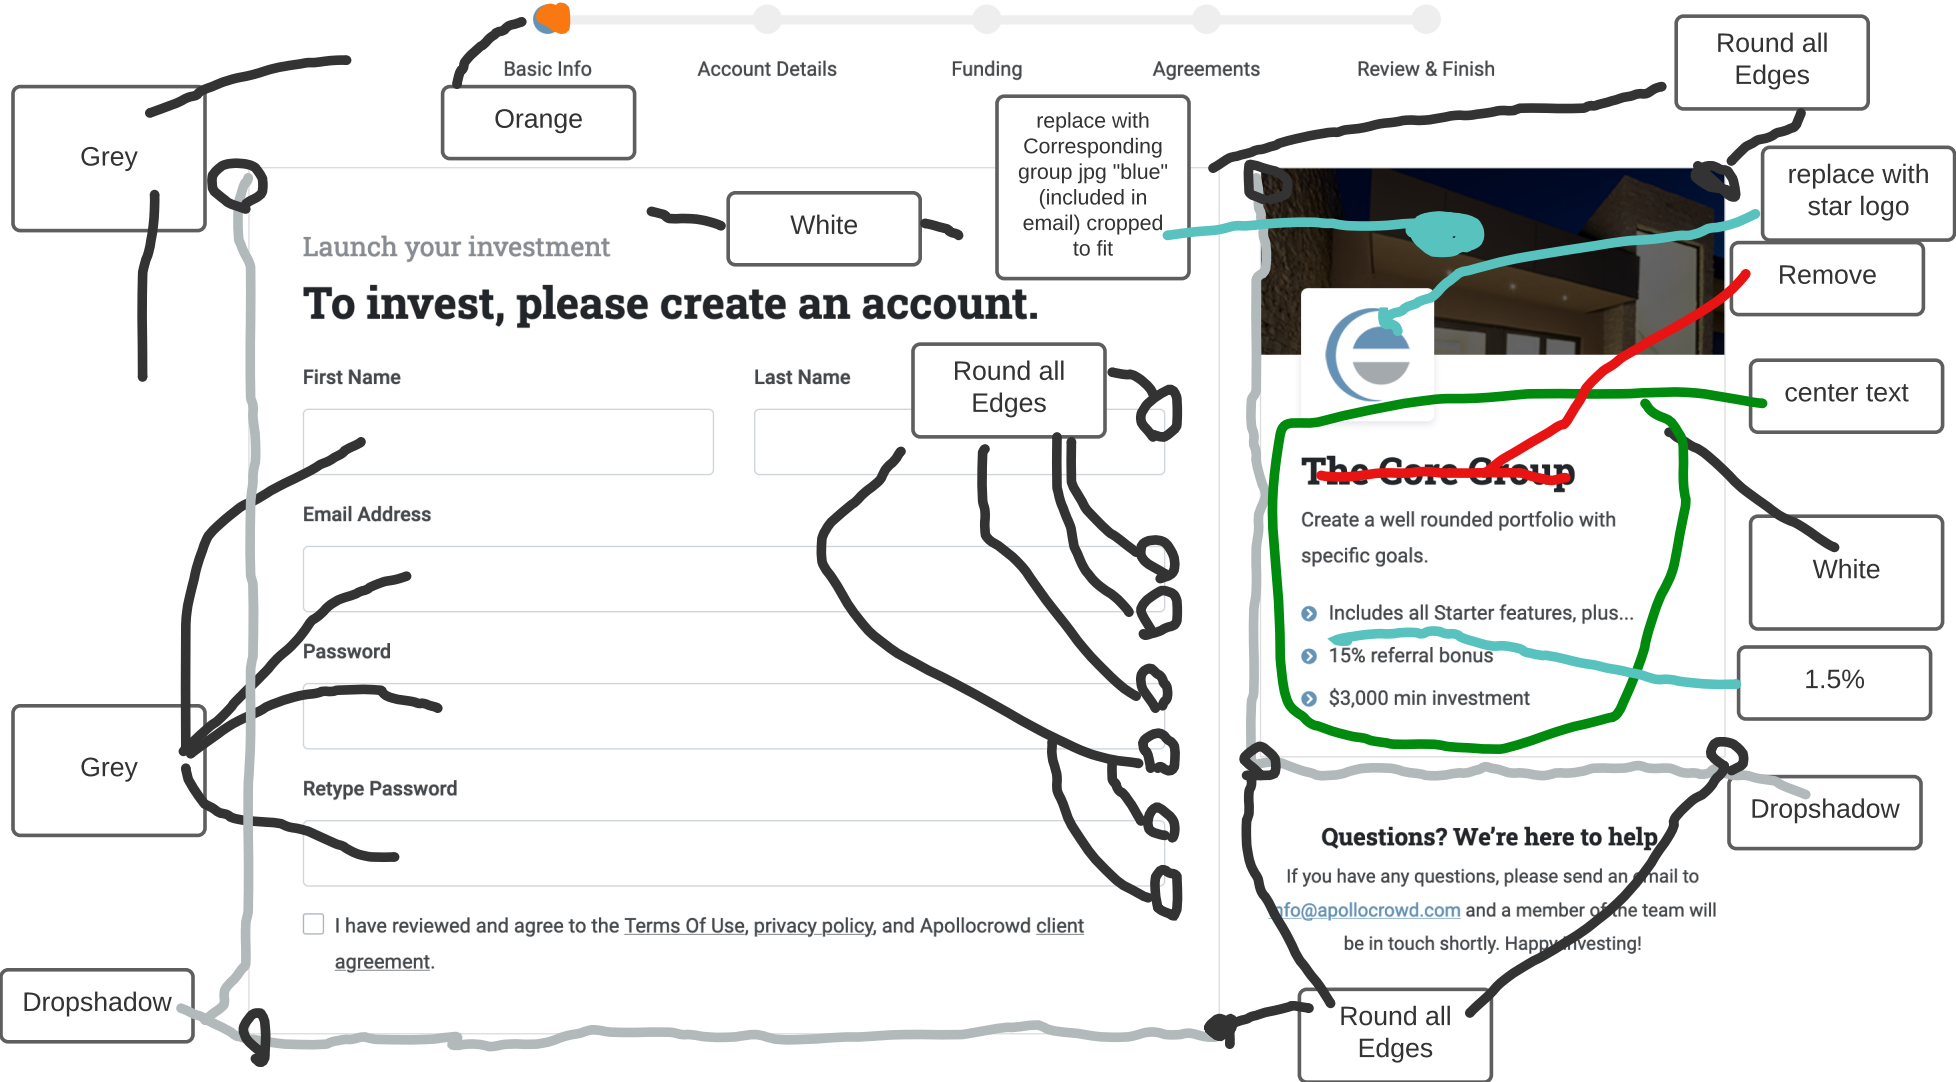 Basic Info
Account Details
Funding
Agreements
Review & Finish
Round all
Edges
Grey
Orange
replace with
Corresponding
group jpg "blue"
(included in
email) cropped
to fit
replace with
star logo
White
Remove
Launch your investment
To invest, please create an account.
First Name
Last Name
Round all
Edges
center text
The Gore Group
Email Address
Create a well rounded portfolio with
specific goals.
White
Includes all Starter features, plus...
Password
15% referral bonus
1.5%
$3,000 min investment
Grey
Retype Password
Dropshadow
Questions? We're here to help
If you have any questions, please send an email to
info@apollocrowd.com and a member of the team will
be in touch shortly. Happy Investing!
I have reviewed and agree to the Terms Of Use, privacy policy, and Apollocrowd client
agreement.
Dropshadow
Round all
Edges